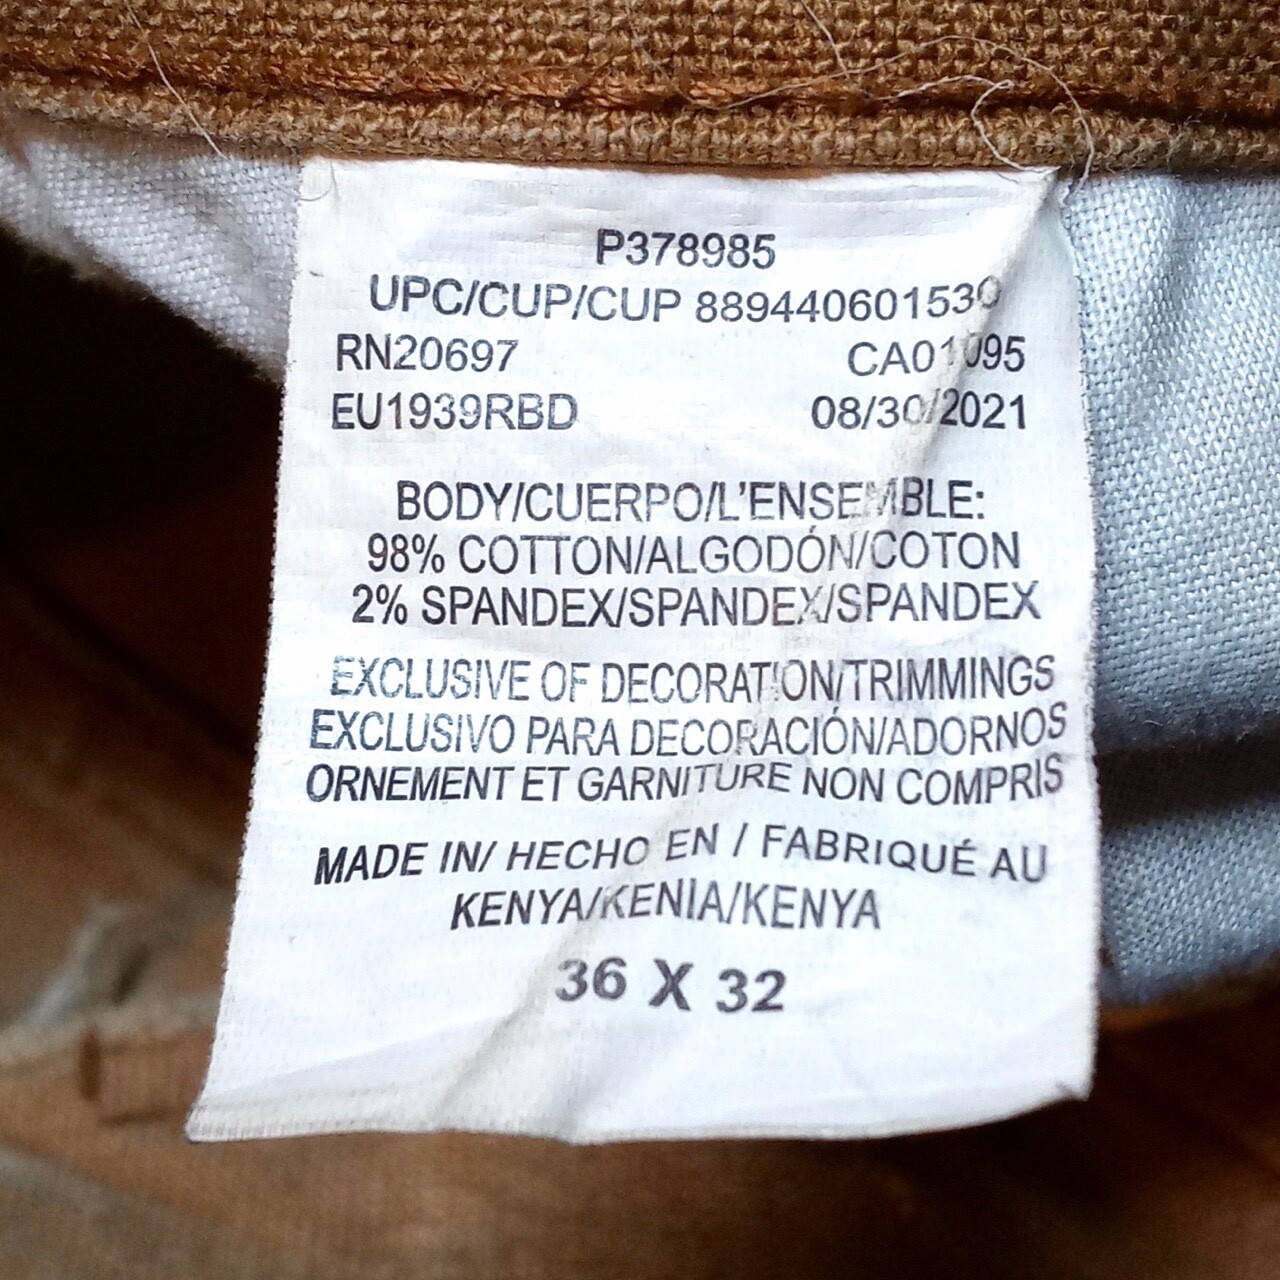 P378985
UPC/CUP/CUP 889440601530
RN20697 CA01095
EU1939RBD 08/30/2021
BODY/CUERPO/L'ENSEMBLE:
98% COTTON/ALGODÓN/COTON
2% SPANDEX/SPANDEX/SPANDEX
EXCLUSIVE OF DECORATION/TRIMMINGS
EXCLUSIVO PARA DECORACIÓN/ADORNOS
ORNEMENT ET GARNITURE NON COMPRIS
MADE IN/ HECHO EN / FABRIQUÉ AU
KENYA/KENIA/KENYA
36 X 32